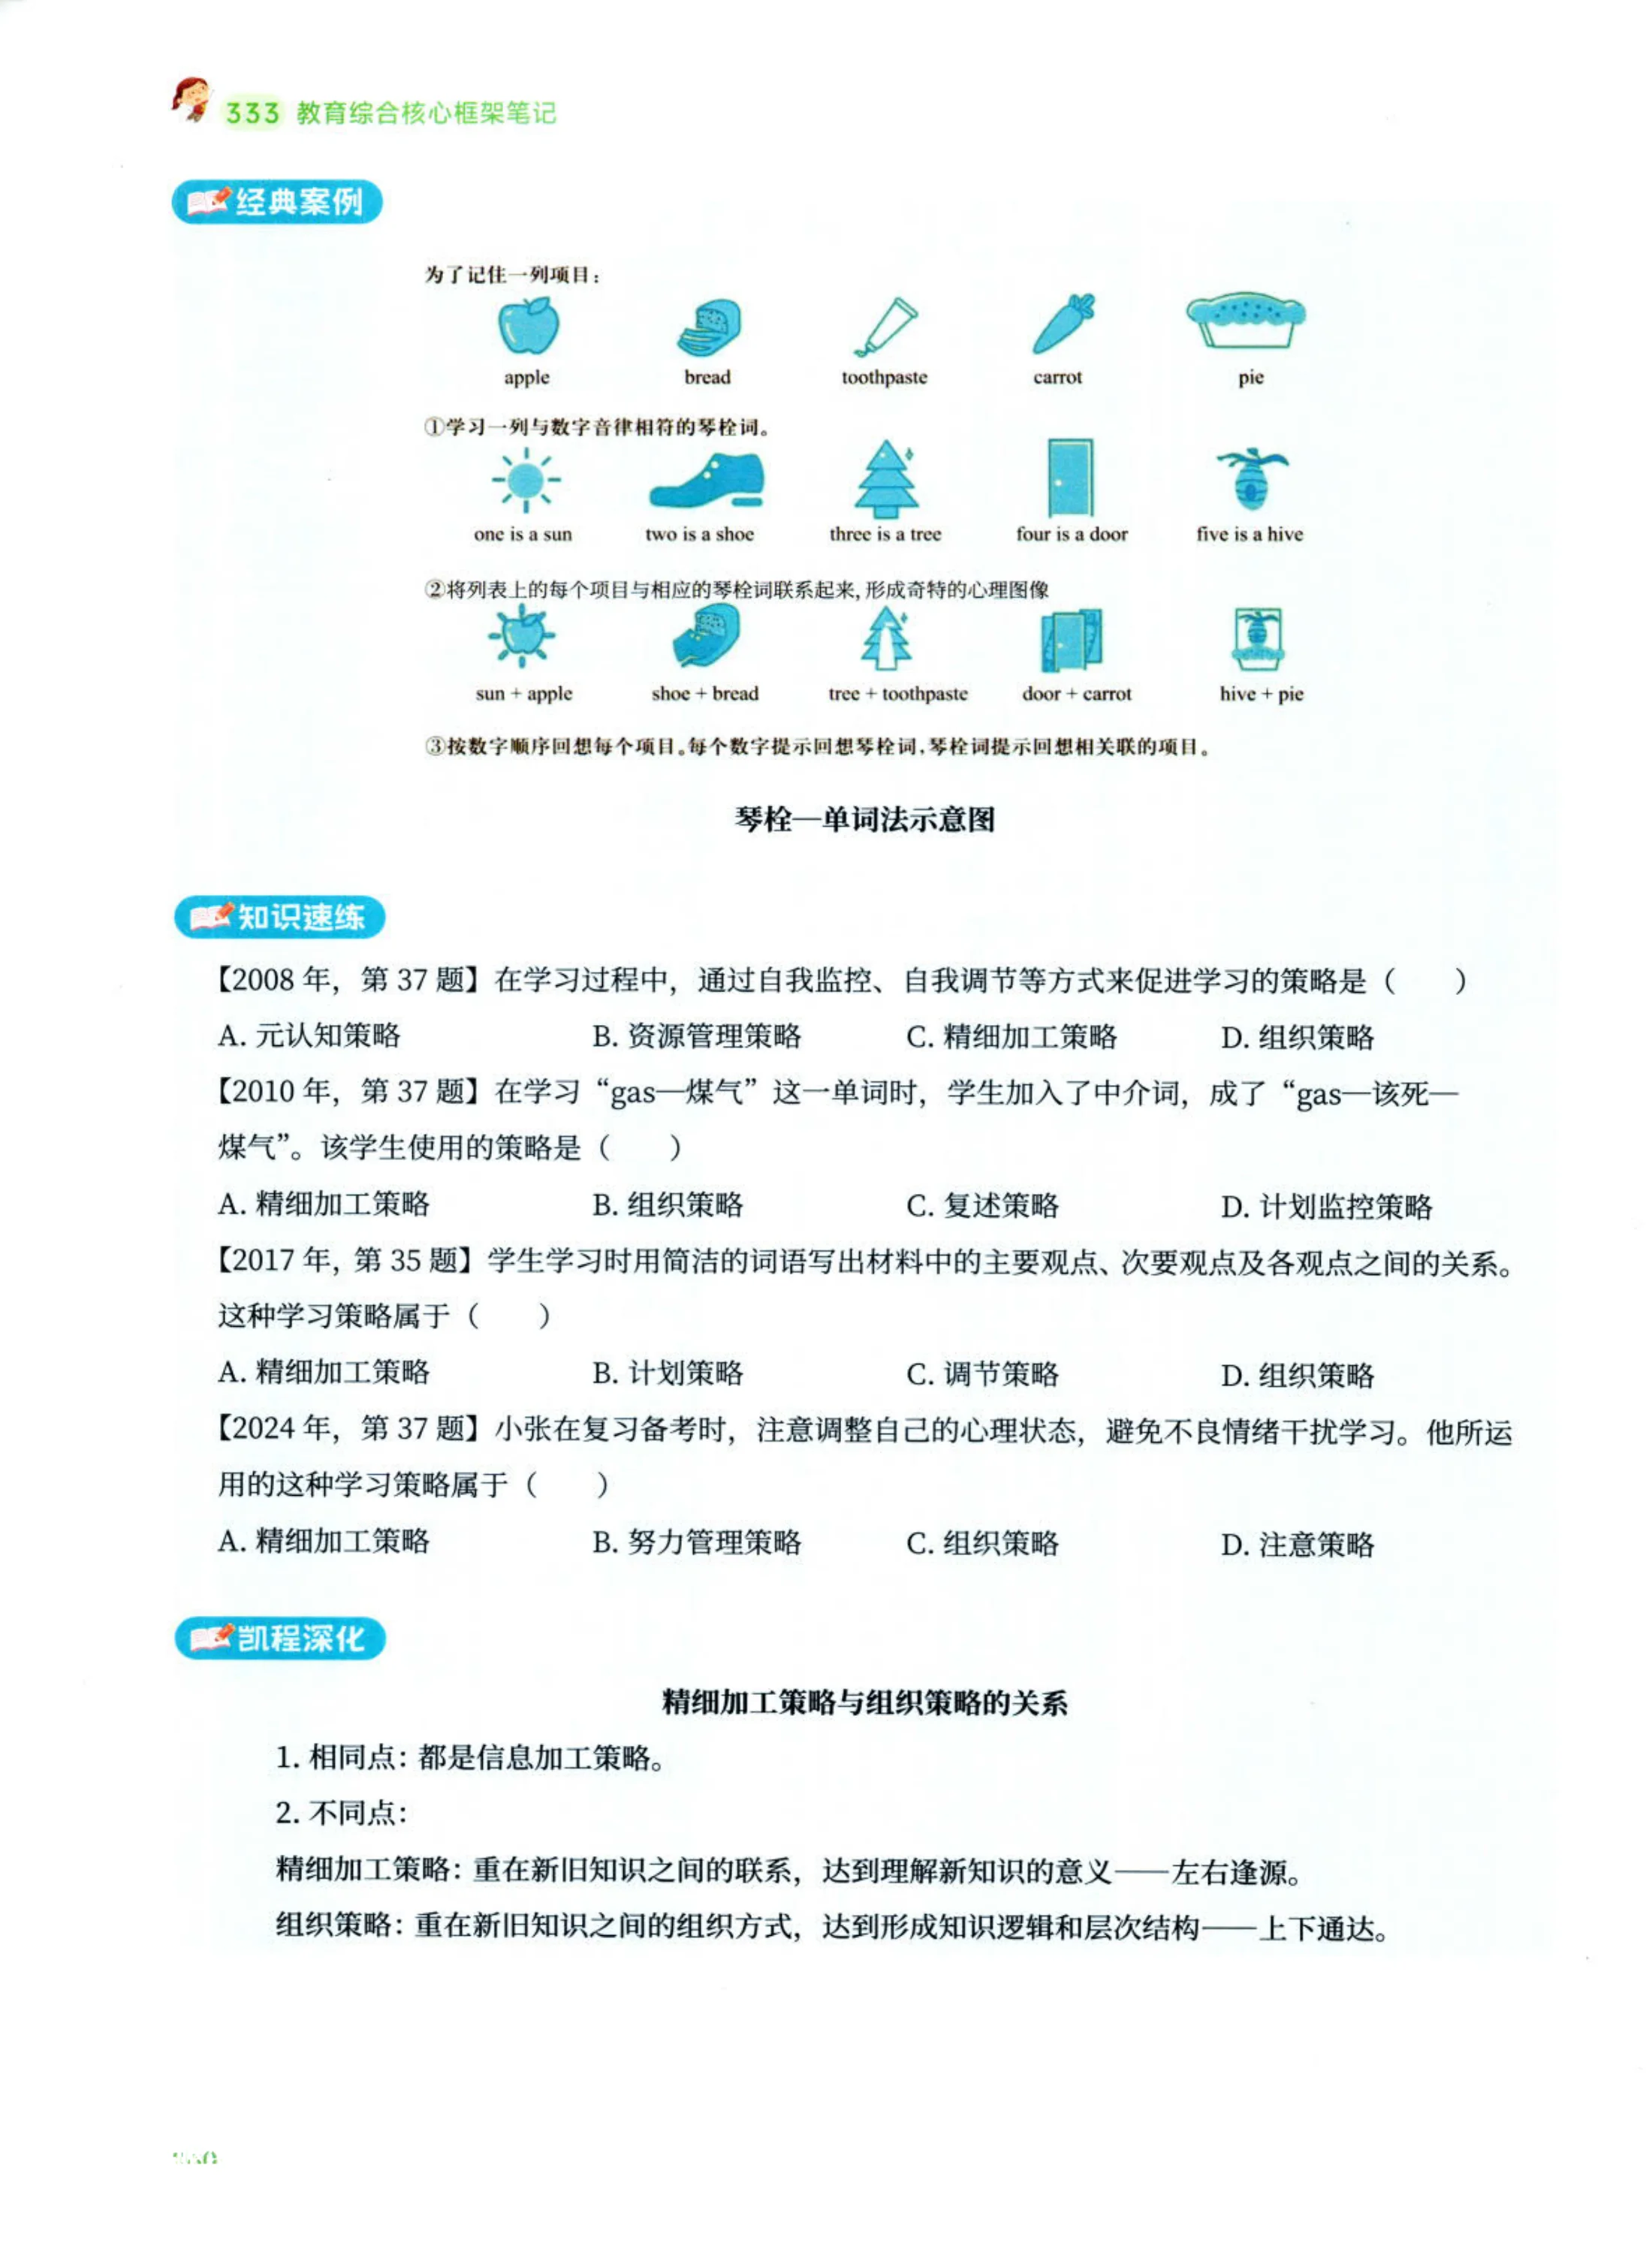 333 教育综合核心框架笔记
经典案例
为了记住一列项目：
apple bread toothpaste carrot pie
①学习一列与数字音律相符的琴栓词。
one is a sun two is a shoe three is a tree four is a door five is a hive
②将列表上的每个项目与相应的琴栓词联系起来,形成奇特的心理图像
sun + apple shoe + bread tree + toothpaste door + carrot hive + pie
③按数字顺序回想每个项目。每个数字提示回想琴栓词，琴栓词提示回想相关联的项目。
琴栓—单词法示意图
知识速练
【2008 年，第 37 题】在学习过程中，通过自我监控、自我调节等方式来促进学习的策略是（ ）
A. 元认知策略 B. 资源管理策略 C. 精细加工策略 D. 组织策略
【2010 年，第 37 题】在学习“gas—煤气”这一单词时，学生加入了中介词，成了“gas—该死—
煤气”。该学生使用的策略是（ ）
A. 精细加工策略 B. 组织策略 C. 复述策略 D. 计划监控策略
【2017 年，第 35 题】学生学习时用简洁的词语写出材料中的主要观点、次要观点及各观点之间的关系。
这种学习策略属于（ ）
A. 精细加工策略 B. 计划策略 C. 调节策略 D. 组织策略
【2024 年，第 37 题】小张在复习备考时，注意调整自己的心理状态，避免不良情绪干扰学习。他所运
用的这种学习策略属于（ ）
A. 精细加工策略 B. 努力管理策略 C. 组织策略 D. 注意策略
凯程深化
精细加工策略与组织策略的关系
1. 相同点：都是信息加工策略。
2. 不同点：
精细加工策略：重在新旧知识之间的联系，达到理解新知识的意义——左右逢源。
组织策略：重在新旧知识之间的组织方式，达到形成知识逻辑和层次结构——上下通达。